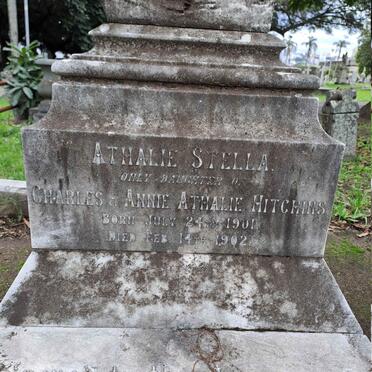 ATHALIE STELLA.
ONLY DAUGHTER OF
CHARLES & ANNIE ATHALIE HITCHINS
BORN JULY 24TH 1901.
DIED FEB. 14TH 1902.